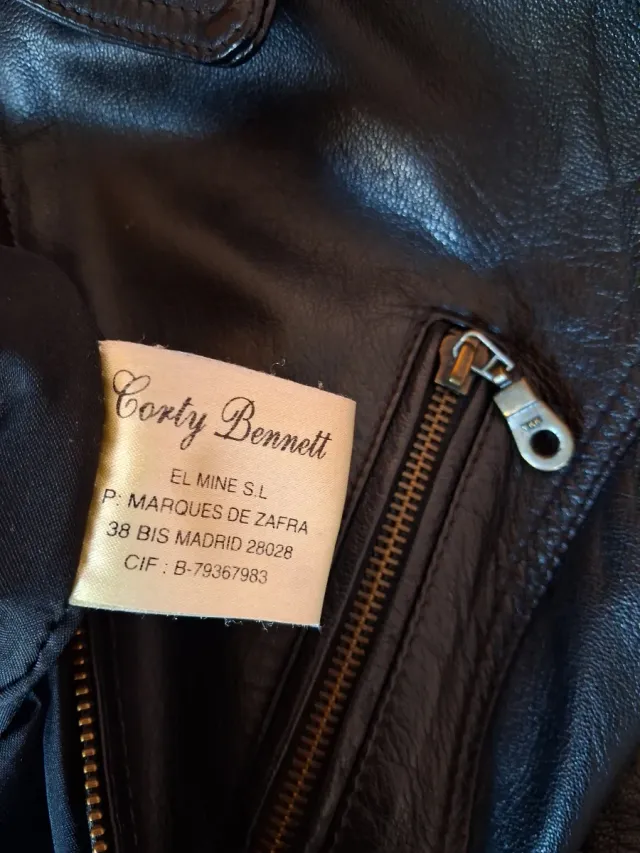 Corty Bennett
EL MINE S.L
P: MARQUES DE ZAFRA
38 BIS MADRID 28028
CIF : B-79367983